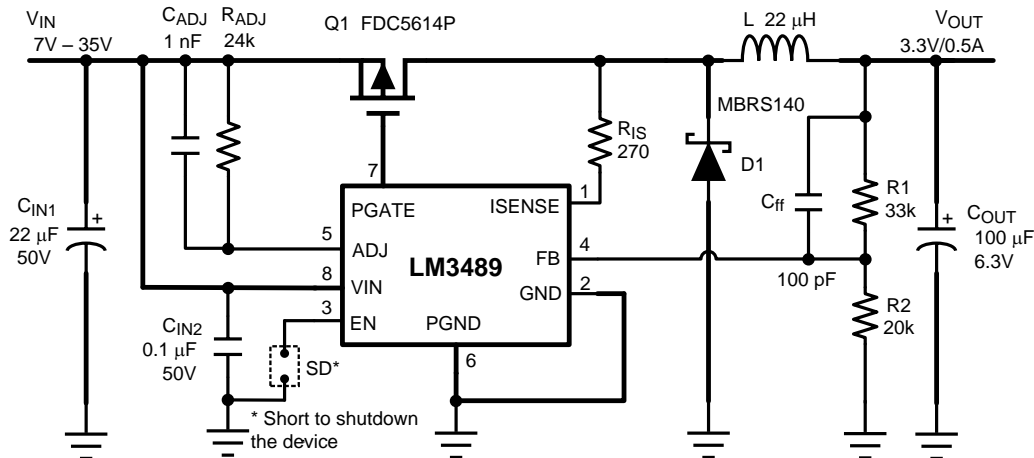 VIN
7V – 35V
CADJ
1 nF
RADJ
24k
Q1 FDC5614P
L 22 μH
VOUT
3.3V/0.5A
MBRS140
RIS
270
D1
7
1
PGATE
ISENSE
CIN1
22 μF
50V
+
5
ADJ
LM3489
4
FB
Cff
100 pF
R1
33k
+
COUT
100 μF
6.3V
8
VIN
2
GND
3
EN
PGND
6
CIN2
0.1 μF
50V
SD*
R2
20k
* Short to shutdown
the device